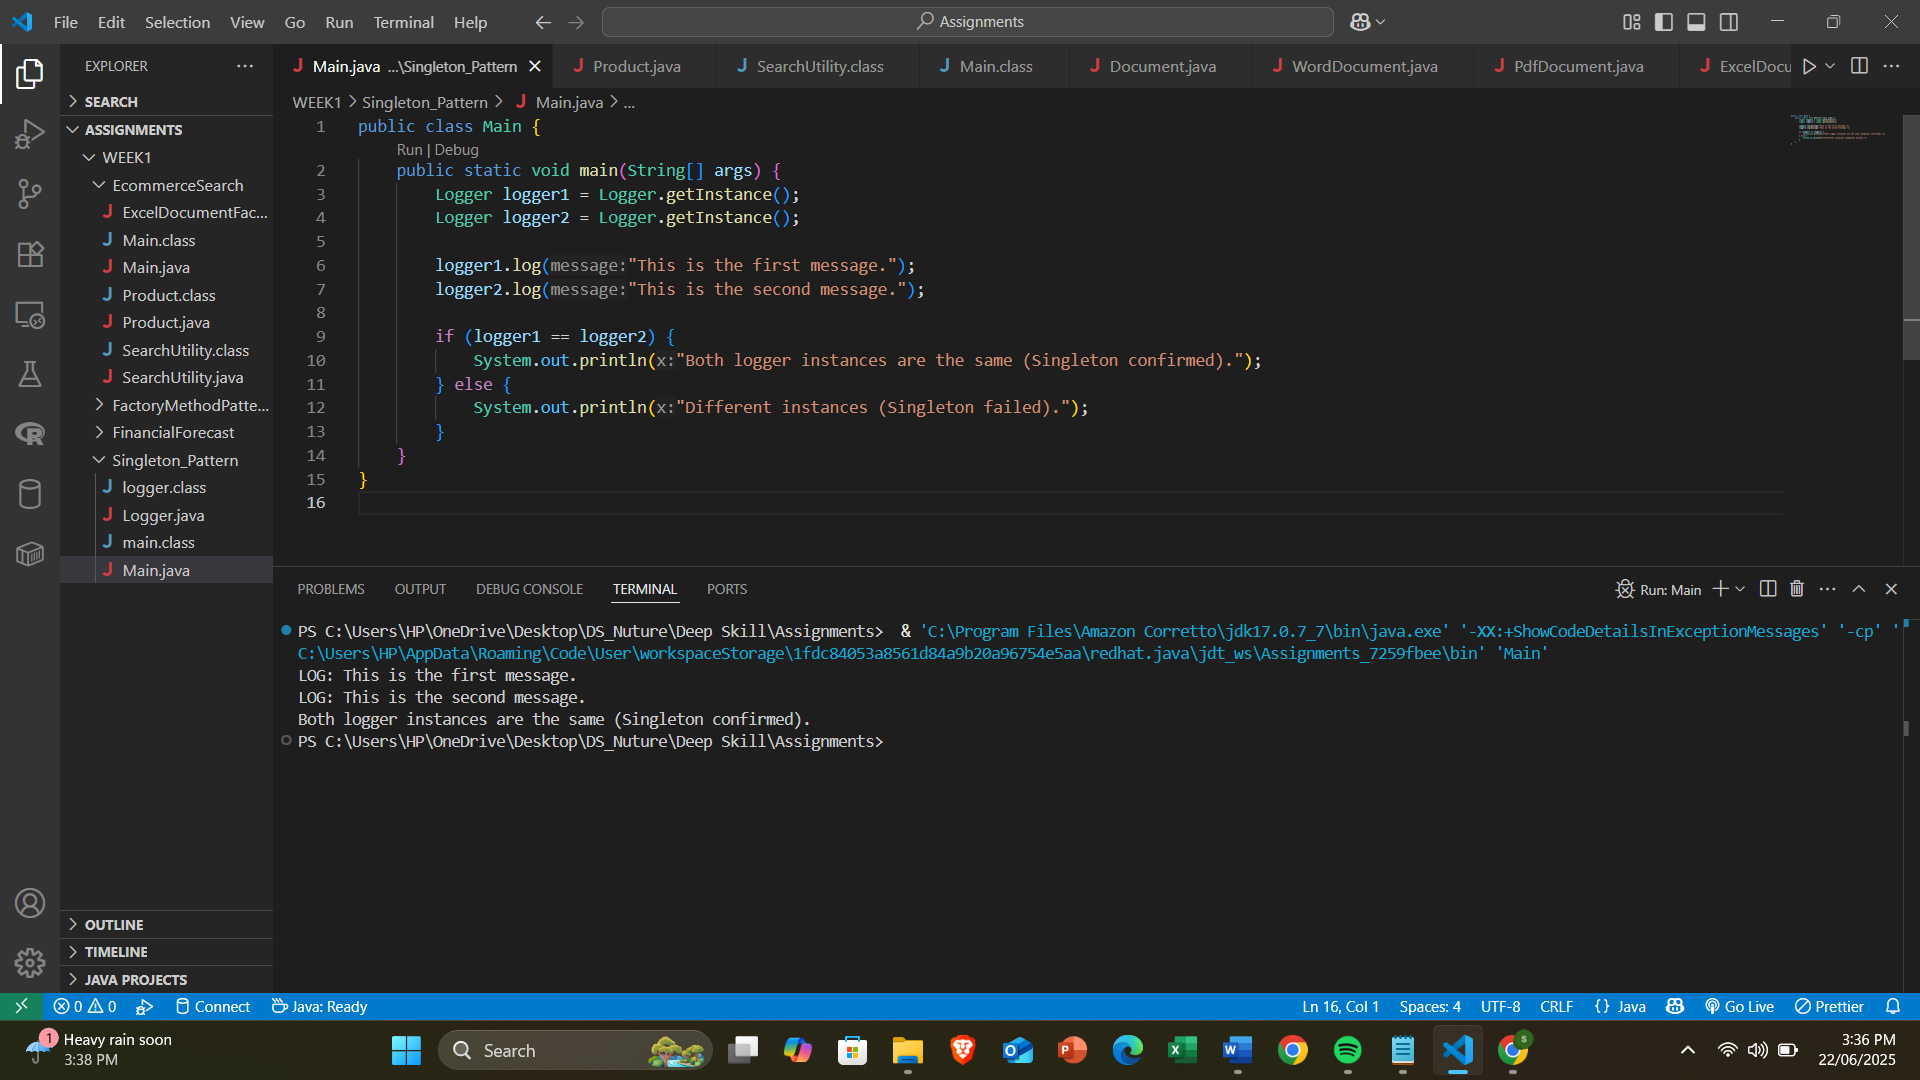 File Edit Selection View Go Run Terminal Help
Assignments
EXPLORER
SEARCH
ASSIGNMENTS
WEEK1
EcommerceSearch
ExcelDocumentFac...
Main.class
Main.java
Product.class
Product.java
SearchUtility.class
SearchUtility.java
FactoryMethodPatte...
FinancialForecast
Singleton_Pattern
logger.class
Logger.java
main.class
Main.java
OUTLINE
TIMELINE
JAVA PROJECTS
Main.java ...\Singleton_Pattern Product.java SearchUtility.class Main.class Document.java WordDocument.java PdfDocument.java ExcelDocu
WEEK1 > Singleton_Pattern > Main.java > ...
1 public class Main {
Run | Debug
2 public static void main(String[] args) {
3 Logger logger1 = Logger.getInstance();
4 Logger logger2 = Logger.getInstance();
5
6 logger1.log(message:"This is the first message.");
7 logger2.log(message:"This is the second message.");
8
9 if (logger1 == logger2) {
10 System.out.println(x:"Both logger instances are the same (Singleton confirmed).");
11 } else {
12 System.out.println(x:"Different instances (Singleton failed).");
13 }
14 }
15 }
16
PROBLEMS OUTPUT DEBUG CONSOLE TERMINAL PORTS
Run: Main
PS C:\Users\HP\OneDrive\Desktop\DS_Nuture\Deep Skill\Assignments> & 'C:\Program Files\Amazon Corretto\jdk17.0.7_7\bin\java.exe' '-XX:+ShowCodeDetailsInExceptionMessages' '-cp' '
C:\Users\HP\AppData\Roaming\Code\User\workspaceStorage\1fdc84053a8561d84a9b20a96754e5aa\redhat.java\jdt_ws\Assignments_7259fbee\bin' 'Main'
LOG: This is the first message.
LOG: This is the second message.
Both logger instances are the same (Singleton confirmed).
PS C:\Users\HP\OneDrive\Desktop\DS_Nuture\Deep Skill\Assignments>
0 0 Connect Java: Ready Ln 16, Col 1 Spaces: 4 UTF-8 CRLF {} Java Go Live Prettier
1
Heavy rain soon
3:38 PM
Search
3:36 PM
22/06/2025